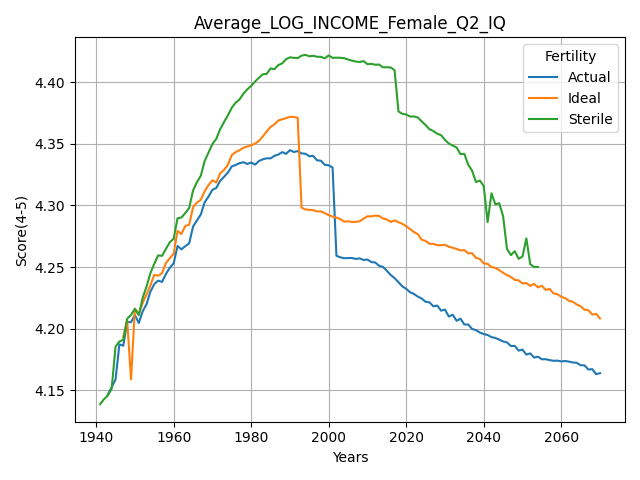 Average_LOG_INCOME_Female_Q2_IQ
Score(4-5)
4.40
4.35
4.30
4.25
4.20
4.15
Fertility
Actual
Ideal
Sterile
1940
1960
1980
2000
2020
2040
2060
Years